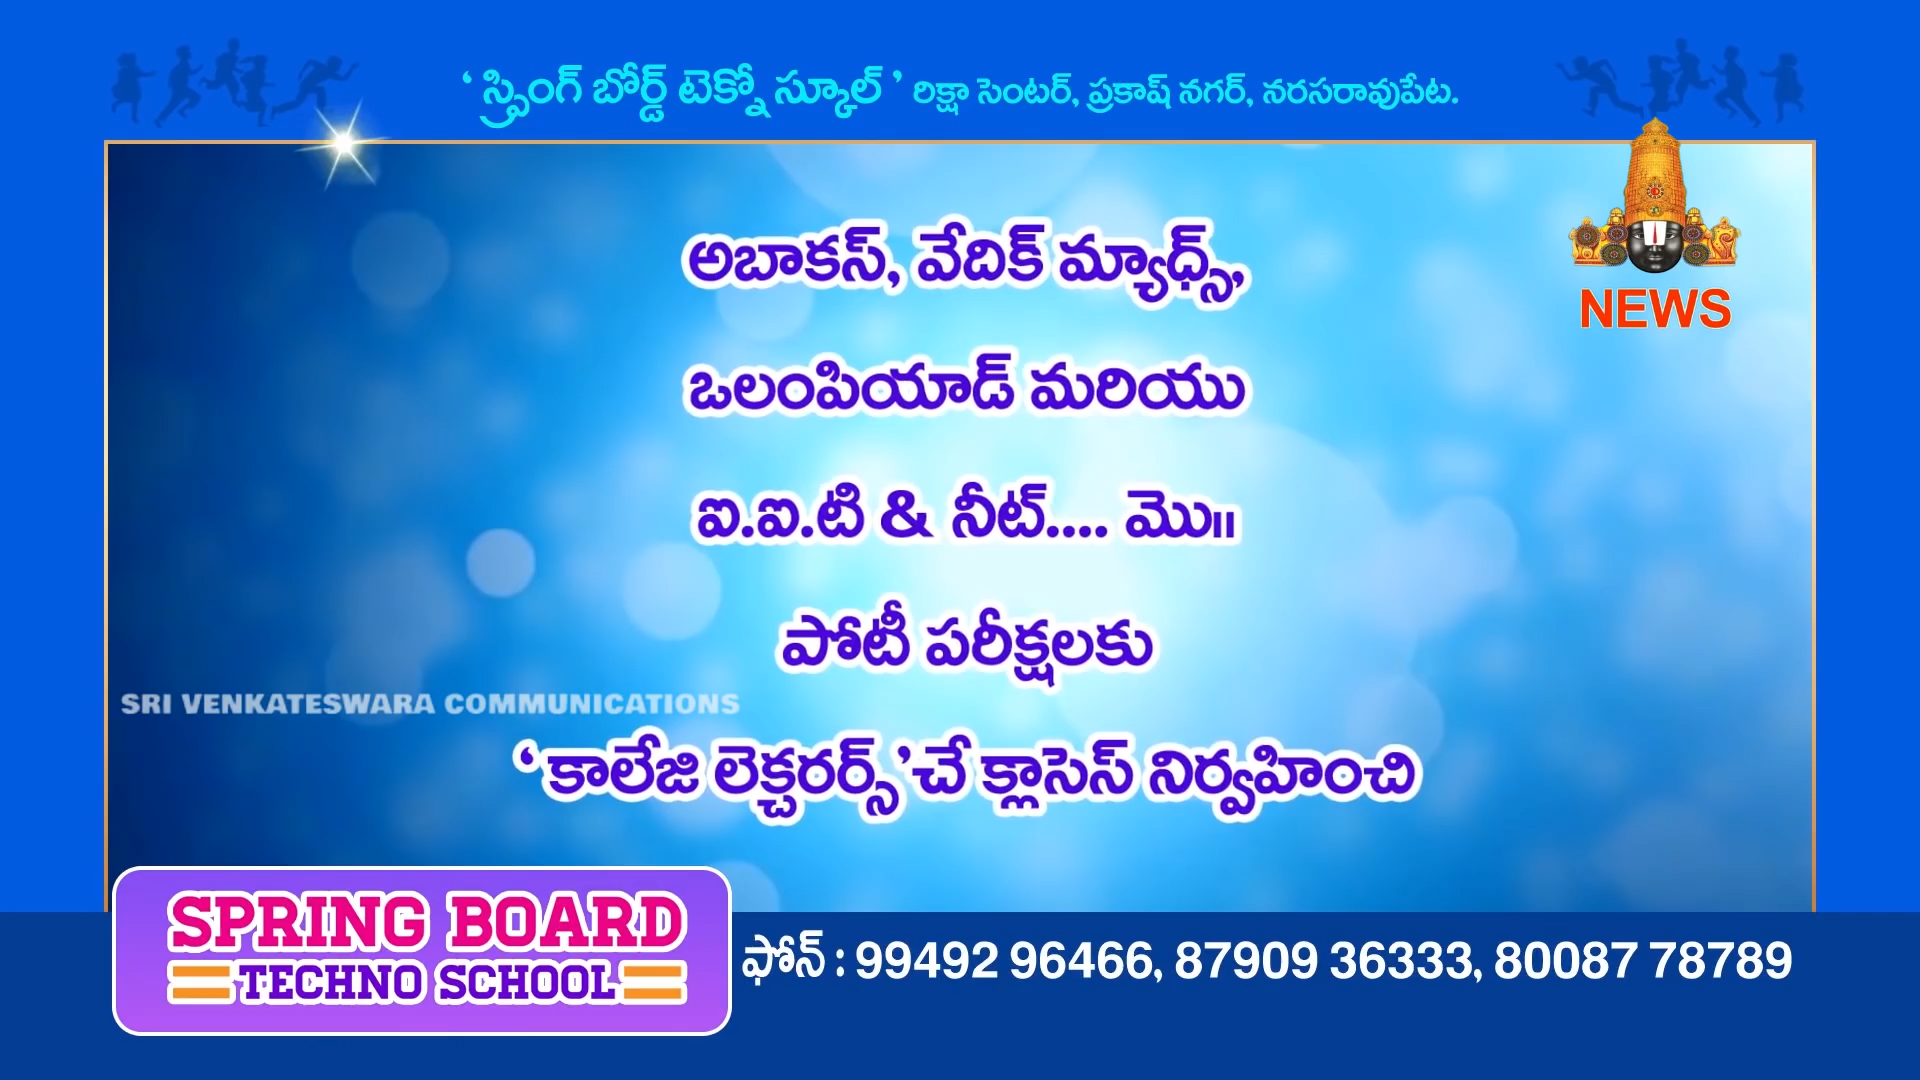 ‘ స్ప్రింగ్ బోర్డ్ టెక్నో స్కూల్ ’ రిక్షా సెంటర్, ప్రకాష్ నగర్, నరసరావుపేట.
NEWS
అబాకస్, వేదిక్ మ్యాథ్స్,
ఒలంపియాడ్ మరియు
ఐ.ఐ.టి & నీట్.... మొ॥
పోటీ పరీక్షలకు
SRI VENKATESWARA COMMUNICATIONS
‘ కాలేజి లెక్చరర్స్ ’చే క్లాసెస్ నిర్వహించి
SPRING BOARD
TECHNO SCHOOL
ఫోన్ : 99492 96466, 87909 36333, 80087 78789